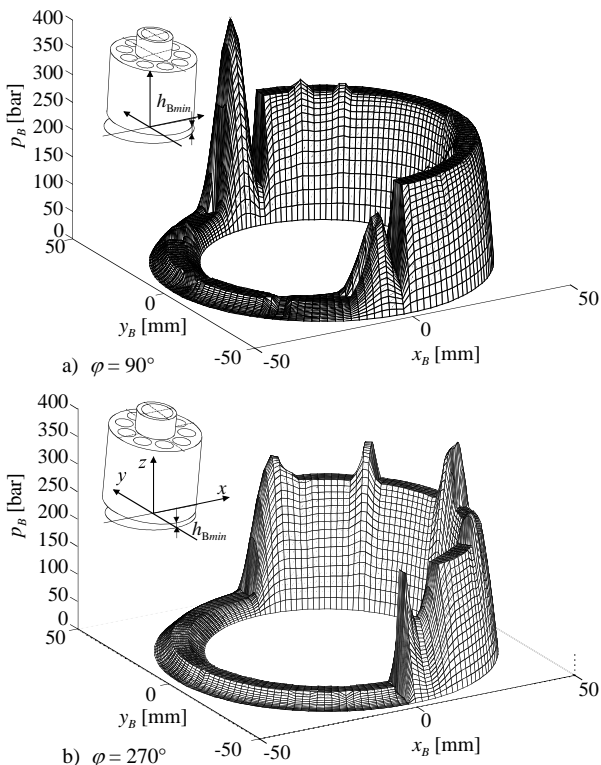 400
350
300
250
200
150
100
50
0
p_B [bar]
h_Bmin
50
0
-50
y_B [mm]
-50
0
50
x_B [mm]
a) φ = 90°
400
350
300
250
200
150
100
50
0
p_B [bar]
z
y
x
h_Bmin
50
0
-50
y_B [mm]
-50
0
50
x_B [mm]
b) φ = 270°